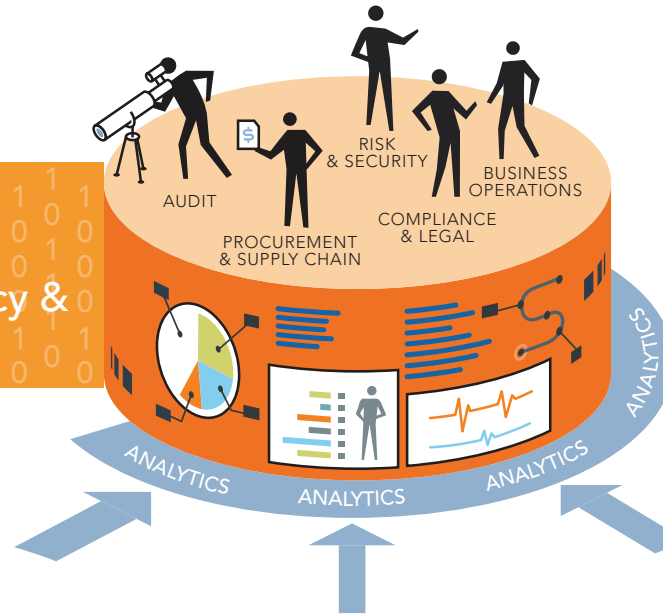 RISK
& SECURITY
BUSINESS
OPERATIONS
AUDIT
COMPLIANCE
& LEGAL
PROCUREMENT
& SUPPLY CHAIN
cy &
$
ANALYTICS
ANALYTICS
ANALYTICS
ANALYTICS